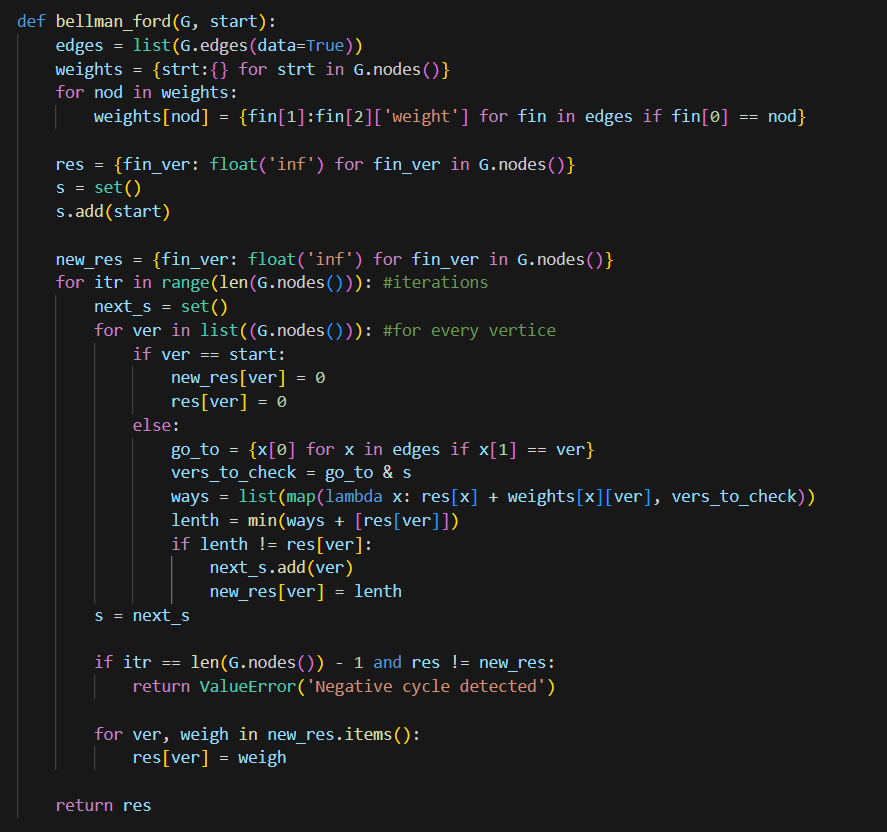 def bellman_ford(G, start):
    edges = list(G.edges(data=True))
    weights = {strt:{} for strt in G.nodes()}
    for nod in weights:
        weights[nod] = {fin[1]:fin[2]['weight'] for fin in edges if fin[0] == nod}

    res = {fin_ver: float('inf') for fin_ver in G.nodes()}
    s = set()
    s.add(start)

    new_res = {fin_ver: float('inf') for fin_ver in G.nodes()}
    for itr in range(len(G.nodes())): #iterations
        next_s = set()
        for ver in list((G.nodes())): #for every vertice
            if ver == start:
                new_res[ver] = 0
                res[ver] = 0
            else:
                go_to = {x[0] for x in edges if x[1] == ver}
                vers_to_check = go_to & s
                ways = list(map(lambda x: res[x] + weights[x][ver], vers_to_check))
                lenth = min(ways + [res[ver]])
                if lenth != res[ver]:
                    next_s.add(ver)
                    new_res[ver] = lenth
        s = next_s

        if itr == len(G.nodes()) - 1 and res != new_res:
            return ValueError('Negative cycle detected')

        for ver, weigh in new_res.items():
            res[ver] = weigh

    return res